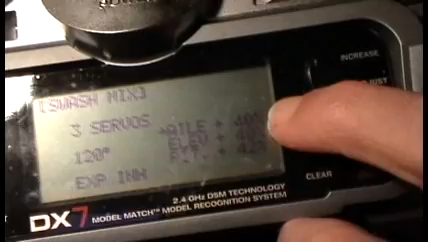 INCREASE
[SWASH MIX]
3 SERVOS →AILE + 40%
ELEV + 40
120° PIT. + 42
EXP INH
CLEAR
2.4 GHz DSM TECHNOLOGY
DX7 MODEL MATCH™ MODEL RECOGNITION SYSTEM